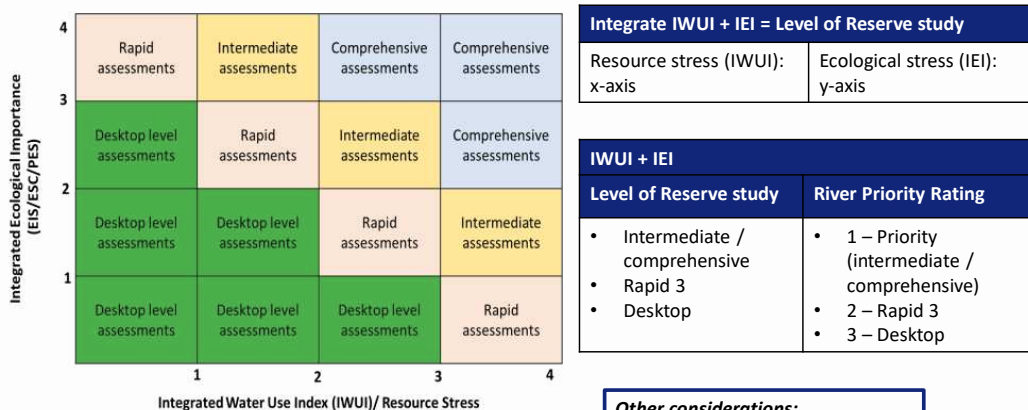 4
Rapid
assessments
Intermediate
assessments
Comprehensive
assessments
Comprehensive
assessments
3
Desktop level
assessments
Rapid
assessments
Intermediate
assessments
Comprehensive
assessments
2
Desktop level
assessments
Desktop level
assessments
Rapid
assessments
Intermediate
assessments
1
Desktop level
assessments
Desktop level
assessments
Desktop level
assessments
Rapid
assessments
1
2
3
4
Integrated Ecological Importance
(EIS/ESC/PES)
Integrated Water Use Index (IWUI)/ Resource Stress
Integrate IWUI + IEI = Level of Reserve study
Resource stress (IWUI):
x-axis
Ecological stress (IEI):
y-axis
IWUI + IEI
Level of Reserve study
River Priority Rating
• Intermediate /
comprehensive
• Rapid 3
• Desktop
• 1 – Priority
(intermediate /
comprehensive)
• 2 – Rapid 3
• 3 – Desktop
Other considerations: